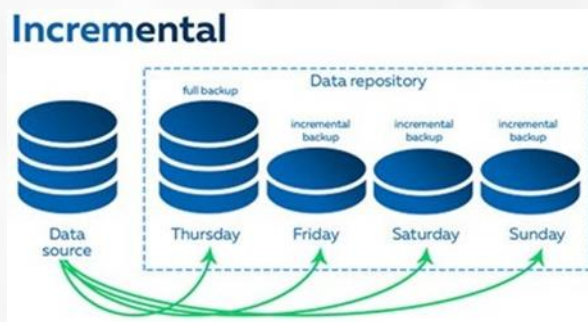 Incremental
Data repository
full backup
incremental
backup
incremental
backup
incremental
backup
Data
source
Thursday
Friday
Saturday
Sunday